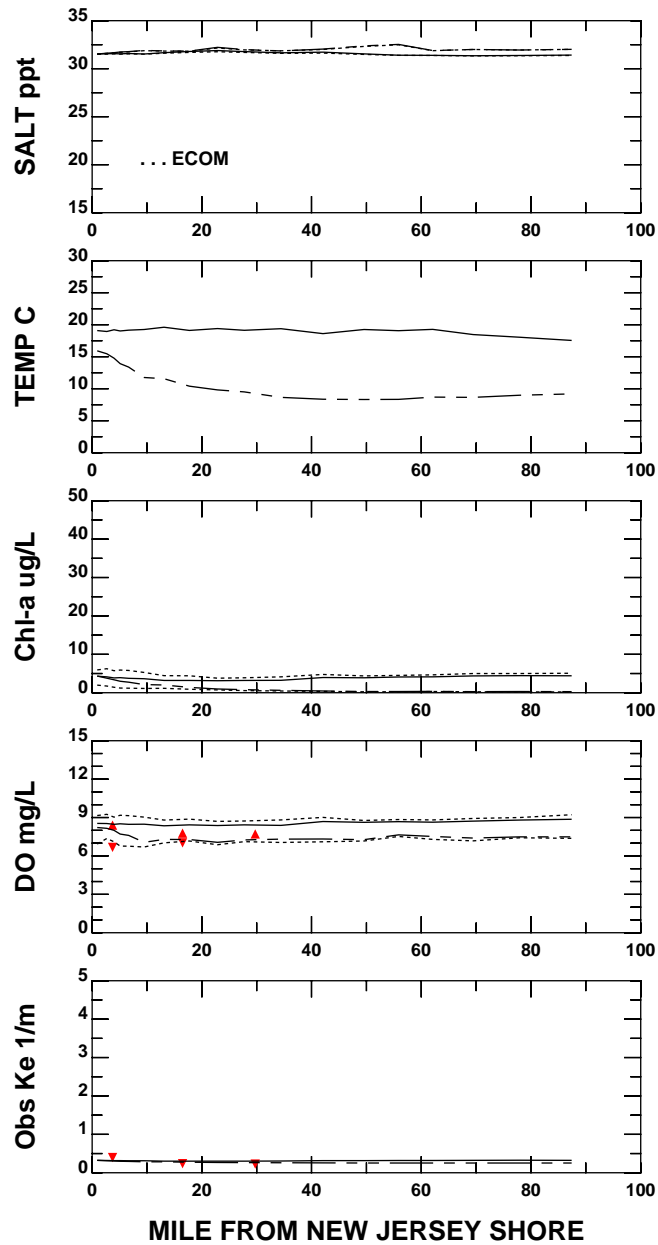 SALT ppt
35
30
25
20
15
. . . ECOM
0 20 40 60 80 100
TEMP C
30
25
20
15
10
5
0
0 20 40 60 80 100
Chl-a ug/L
50
40
30
20
10
0
0 20 40 60 80 100
DO mg/L
15
12
9
6
3
0
0 20 40 60 80 100
Obs Ke 1/m
5
4
3
2
1
0
0 20 40 60 80 100
MILE FROM NEW JERSEY SHORE